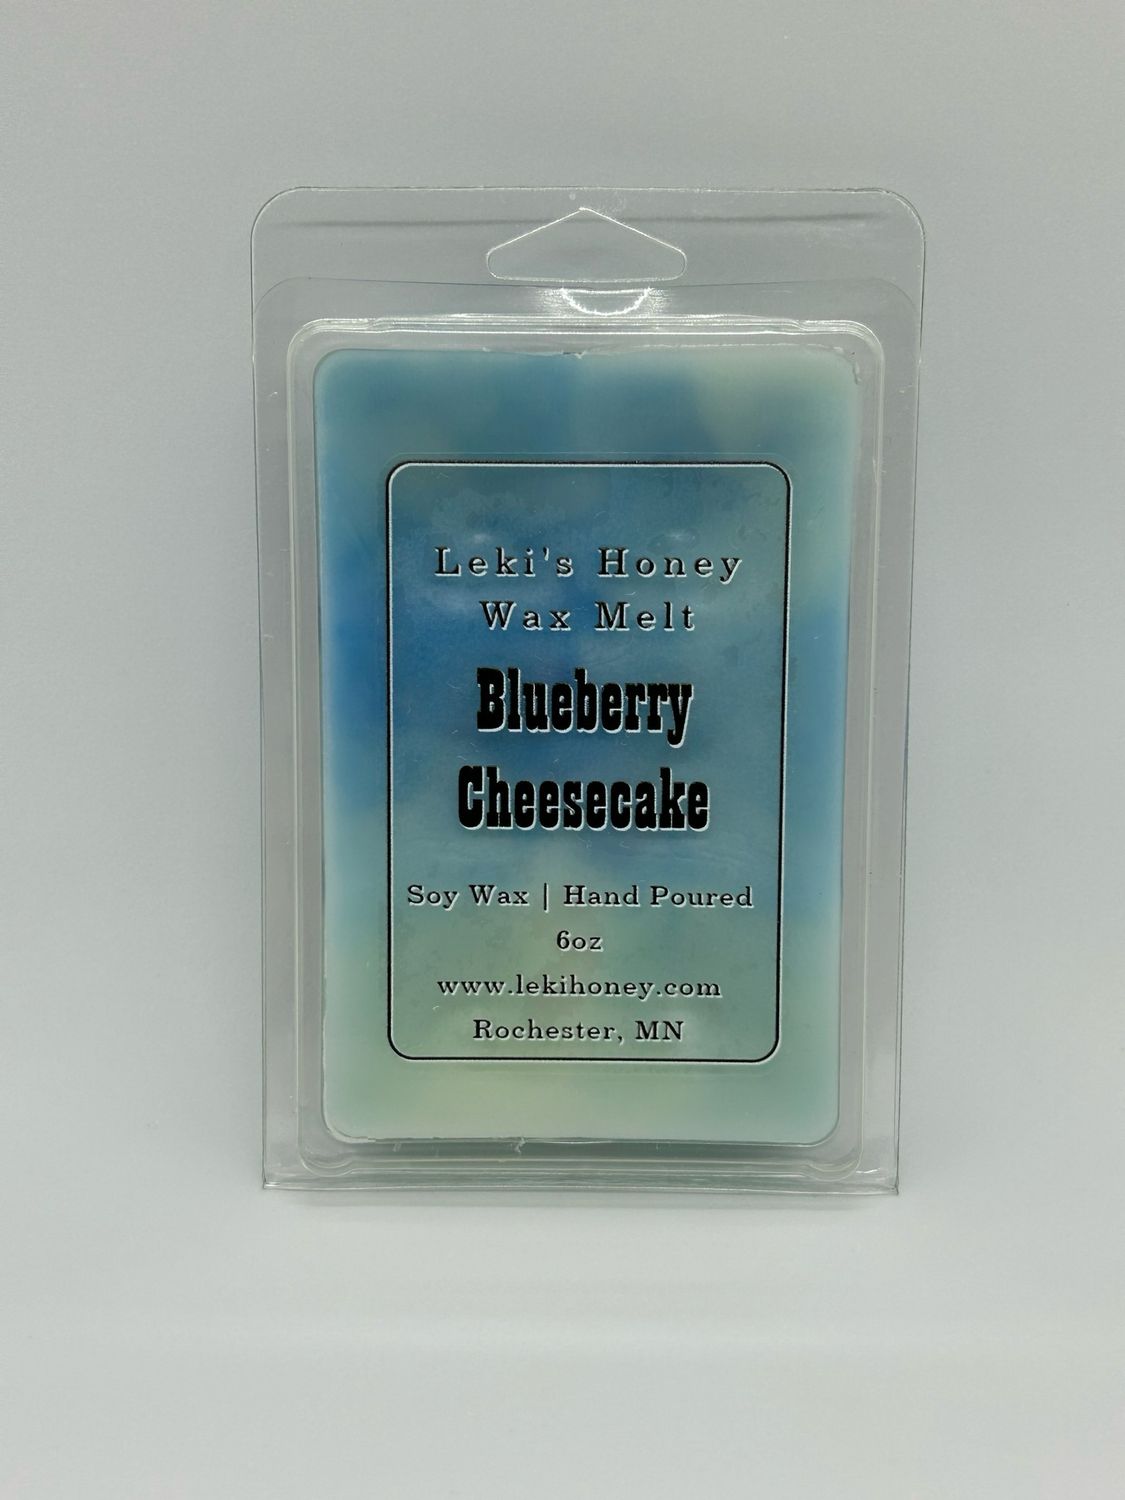 Leki's Honey
Wax Melt
Blueberry
Cheesecake
Soy Wax | Hand Poured
6oz
www.lekihoney.com
Rochester, MN